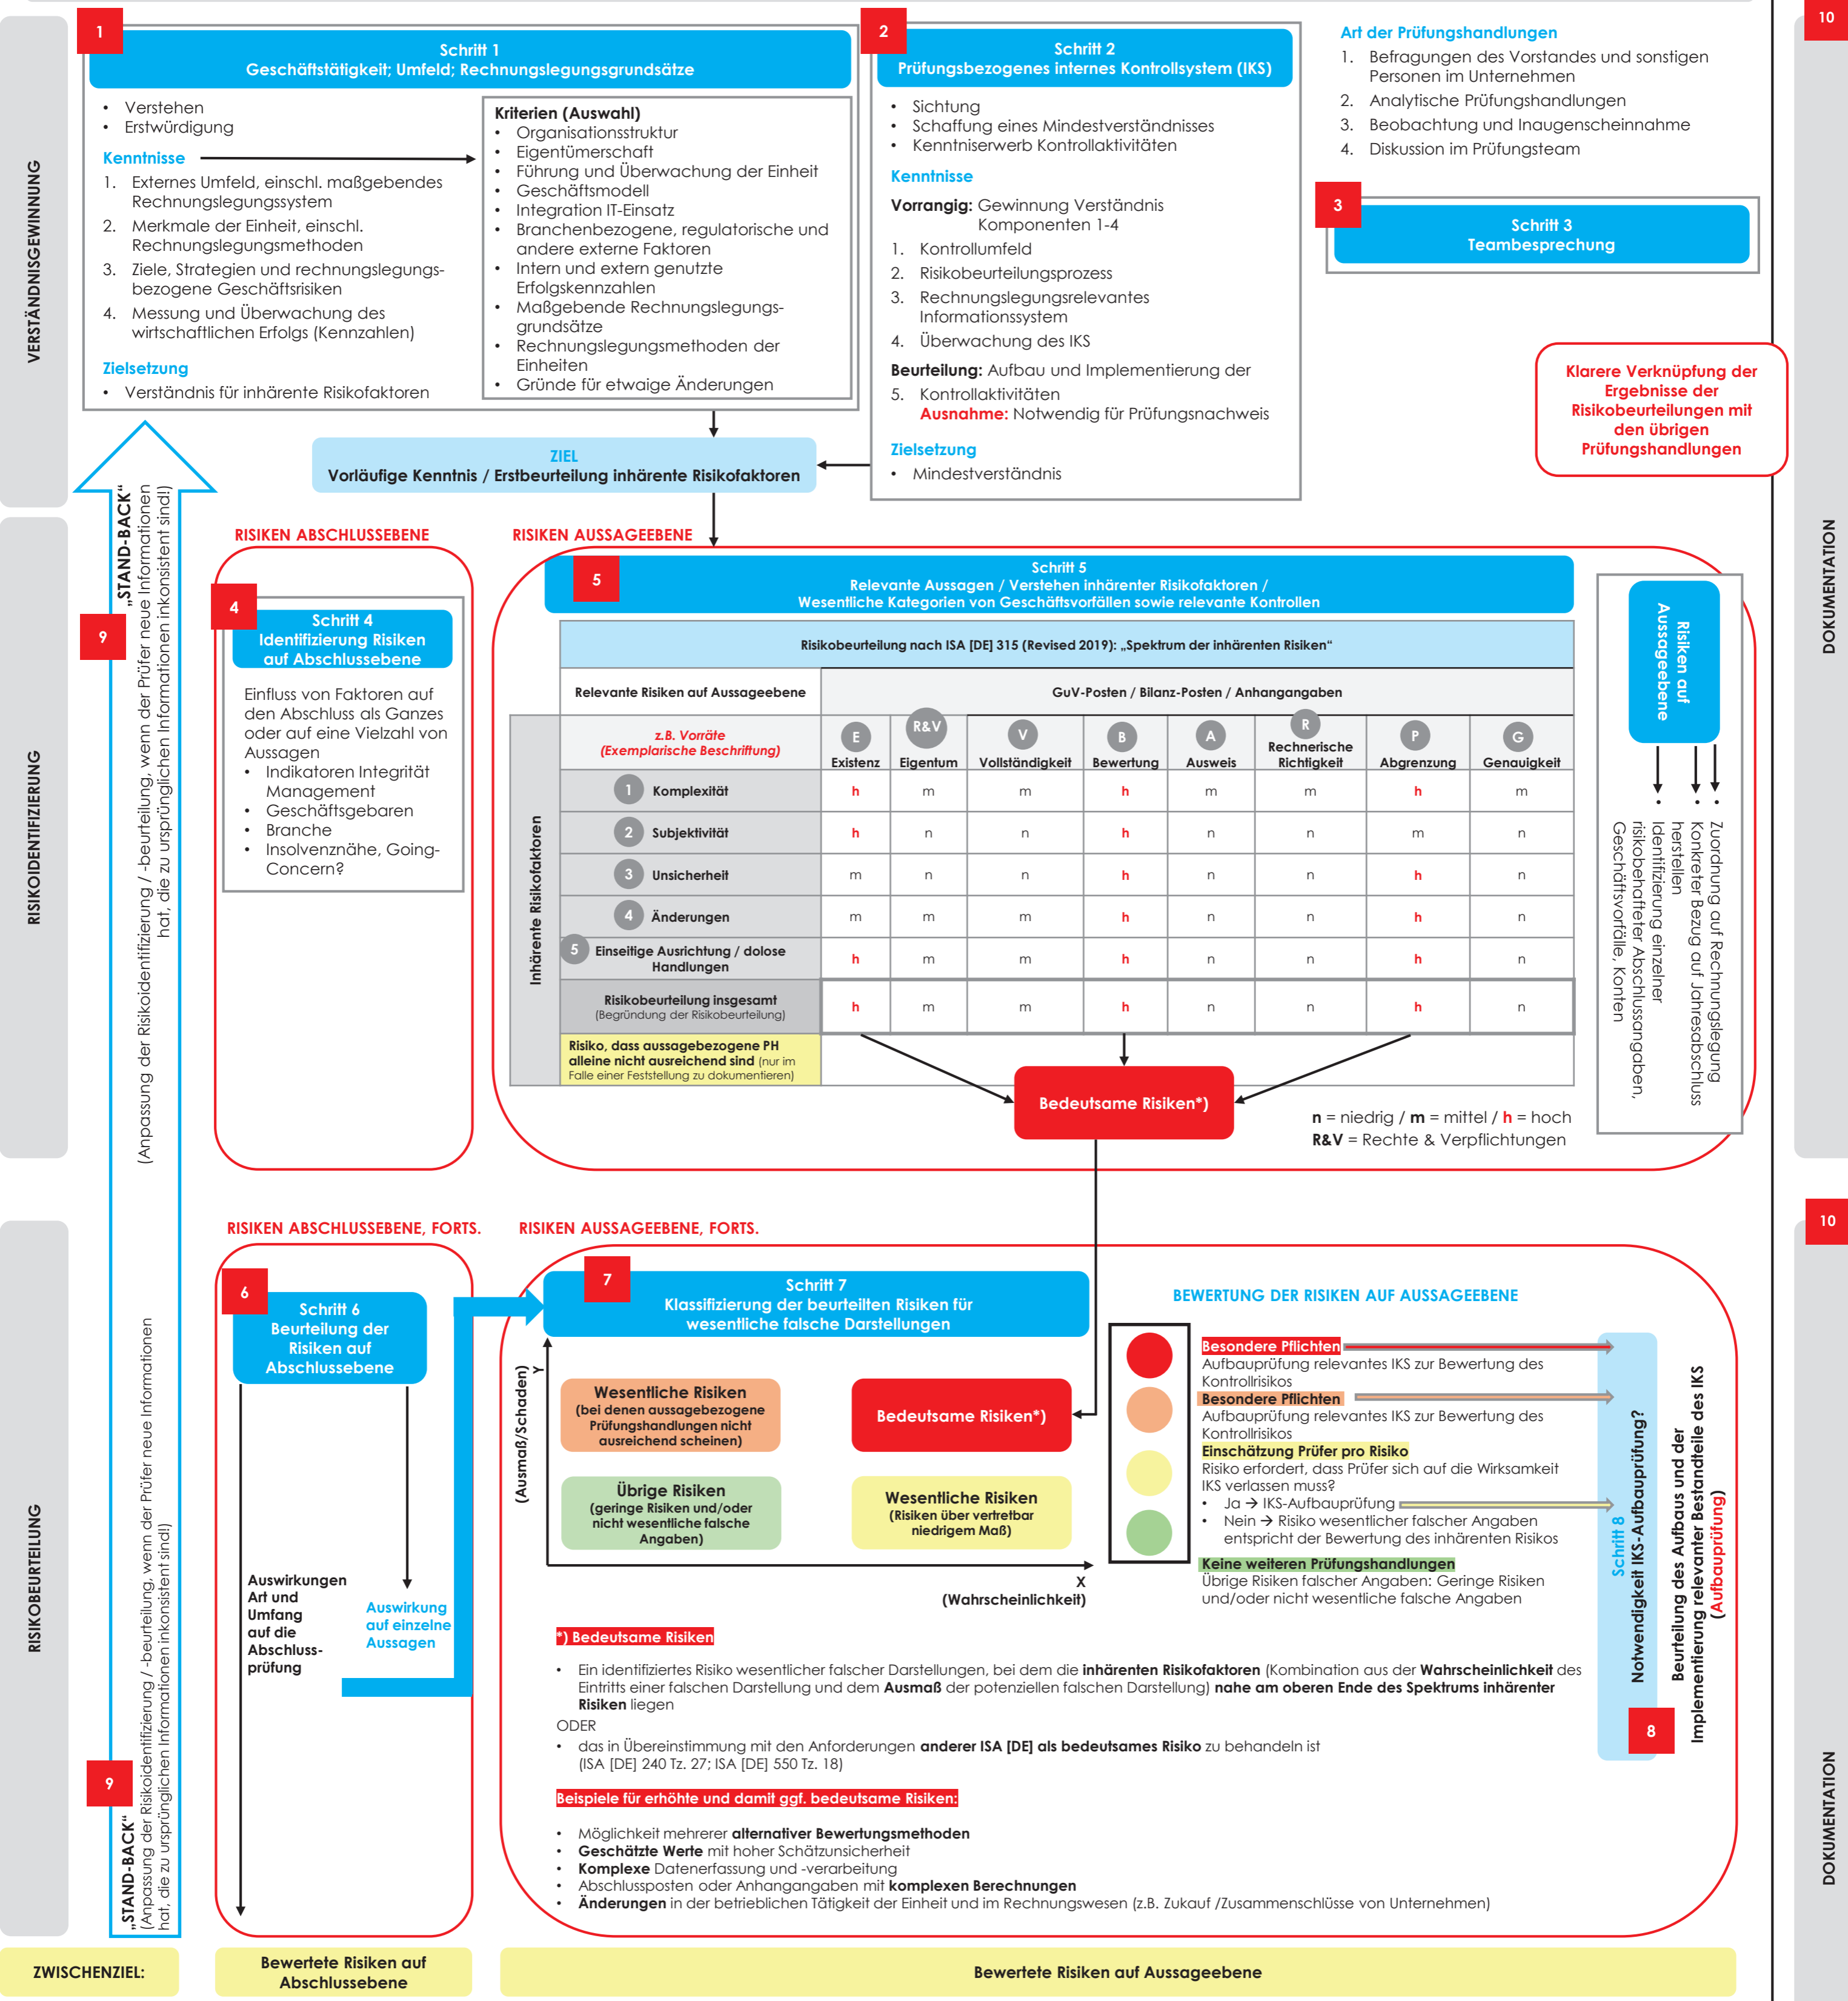 VERSTÄNDNISGEWINNUNG
1
Schritt 1
Geschäftstätigkeit; Umfeld; Rechnungslegungsgrundsätze
• Verstehen
• Erstwürdigung
Kenntnisse
1. Externes Umfeld, einschl. maßgebendes
Rechnungslegungssystem
2. Merkmale der Einheit, einschl.
Rechnungslegungsmethoden
3. Ziele, Strategien und rechnungslegungs-
bezogene Geschäftsrisiken
4. Messung und Überwachung des
wirtschaftlichen Erfolgs (Kennzahlen)
Zielsetzung
• Verständnis für inhärente Risikofaktoren
Kriterien (Auswahl)
• Organisationsstruktur
• Eigentümerschaft
• Führung und Überwachung der Einheit
• Geschäftsmodell
• Integration IT-Einsatz
• Branchenbezogene, regulatorische und
andere externe Faktoren
• Intern und extern genutzte
Erfolgskennzahlen
• Maßgebende Rechnungslegungs-
grundsätze
• Rechnungslegungsmethoden der
Einheiten
• Gründe für etwaige Änderungen
2
Schritt 2
Prüfungsbezogenes internes Kontrollsystem (IKS)
• Sichtung
• Schaffung eines Mindestverständnisses
• Kenntniserwerb Kontrollaktivitäten
Kenntnisse
Vorrangig: Gewinnung Verständnis
Komponenten 1-4
1. Kontrollumfeld
2. Risikobeurteilungsprozess
3. Rechnungslegungsrelevantes
Informationssystem
4. Überwachung des IKS
Beurteilung: Aufbau und Implementierung der
5. Kontrollaktivitäten
Ausnahme: Notwendig für Prüfungsnachweis
Zielsetzung
• Mindestverständnis
Art der Prüfungshandlungen
1. Befragungen des Vorstandes und sonstigen
Personen im Unternehmen
2. Analytische Prüfungshandlungen
3. Beobachtung und Inaugenscheinnahme
4. Diskussion im Prüfungsteam
3
Schritt 3
Teambesprechung
Klarere Verknüpfung der
Ergebnisse der
Risikobeurteilungen mit
den übrigen
Prüfungshandlungen
10
DOKUMENTATION
ZIEL
Vorläufige Kenntnis / Erstbeurteilung inhärente Risikofaktoren
RISIKOIDENTIFIZIERUNG
9
„STAND-BACK“
(Anpassung der Risikoidentifizierung / -beurteilung, wenn der Prüfer neue Informationen
hat, die zu ursprünglichen Informationen inkonsistent sind!)
RISIKEN ABSCHLUSSEBENE
4
Schritt 4
Identifizierung Risiken
auf Abschlussebene
Einfluss von Faktoren auf
den Abschluss als Ganzes
oder auf eine Vielzahl von
Aussagen
• Indikatoren Integrität
Management
• Geschäftsgebaren
• Branche
• Insolvenznähe, Going-
Concern?
RISIKEN AUSSAGEEBENE
5
Schritt 5
Relevante Aussagen / Verstehen inhärenter Risikofaktoren /
Wesentliche Kategorien von Geschäftsvorfällen sowie relevante Kontrollen
Risikobeurteilung nach ISA [DE] 315 (Revised 2019): „Spektrum der inhärenten Risiken“
Relevante Risiken auf Aussageebene GuV-Posten / Bilanz-Posten / Anhangangaben
z.B. Vorräte
(Exemplarische Beschriftung)
E R&V V B A R P G
Existenz Eigentum Vollständigkeit Bewertung Ausweis Rechnerische Richtigkeit Abgrenzung Genauigkeit
Inhärente Risikofaktoren
1 Komplexität h m m h m m h m
2 Subjektivität h n n h n n m n
3 Unsicherheit m n n h n n h n
4 Änderungen m m m h n n h n
5 Einseitige Ausrichtung / dolose
Handlungen h m m h n n h n
Risikobeurteilung insgesamt
(Begründung der Risikobeurteilung) h m m h n n h n
Risiko, dass aussagebezogene PH
alleine nicht ausreichend sind (nur im
Falle einer Feststellung zu dokumentieren)
Bedeutsame Risiken*)
n = niedrig / m = mittel / h = hoch
R&V = Rechte & Verpflichtungen
Risiken auf
Aussageebene
• Zuordnung auf Rechnungslegung
• Konkreter Bezug auf Jahresabschluss
herstellen
• Identifizierung einzelner
risikobehafteter Abschlussangaben,
Geschäftsvorfälle, Konten
RISIKOBEURTEILUNG
9
„STAND-BACK“
(Anpassung der Risikoidentifizierung / -beurteilung, wenn der Prüfer neue Informationen
hat, die zu ursprünglichen Informationen inkonsistent sind!)
RISIKEN ABSCHLUSSEBENE, FORTS.
6
Schritt 6
Beurteilung der
Risiken auf
Abschlussebene
Auswirkungen
Art und
Umfang
auf die
Abschluss-
prüfung
Auswirkung
auf einzelne
Aussagen
RISIKEN AUSSAGEEBENE, FORTS.
7
Schritt 7
Klassifizierung der beurteilten Risiken für
wesentliche falsche Darstellungen
Y
(Ausmaß/Schaden)
Wesentliche Risiken
(bei denen aussagebezogene
Prüfungshandlungen nicht
ausreichend scheinen)
Bedeutsame Risiken*)
Übrige Risiken
(geringe Risiken und/oder
nicht wesentliche falsche
Angaben)
Wesentliche Risiken
(Risiken über vertretbar
niedrigem Maß)
X
(Wahrscheinlichkeit)
BEWERTUNG DER RISIKEN AUF AUSSAGEEBENE
Besondere Pflichten
Aufbauprüfung relevantes IKS zur Bewertung des
Kontrollrisikos
Besondere Pflichten
Aufbauprüfung relevantes IKS zur Bewertung des
Kontrollrisikos
Einschätzung Prüfer pro Risiko
Risiko erfordert, dass Prüfer sich auf die Wirksamkeit
IKS verlassen muss?
• Ja → IKS-Aufbauprüfung
• Nein → Risiko wesentlicher falscher Angaben
entspricht der Bewertung des inhärenten Risikos
Keine weiteren Prüfungshandlungen
Übrige Risiken falscher Angaben: Geringe Risiken
und/oder nicht wesentliche falsche Angaben
Schritt 8
Notwendigkeit IKS-Aufbauprüfung?
8
Beurteilung des Aufbaus und der
Implementierung relevanter Bestandteile des IKS
(Aufbauprüfung)
*) Bedeutsame Risiken
• Ein identifiziertes Risiko wesentlicher falscher Darstellungen, bei dem die inhärenten Risikofaktoren (Kombination aus der Wahrscheinlichkeit des
Eintritts einer falschen Darstellung und dem Ausmaß der potenziellen falschen Darstellung) nahe am oberen Ende des Spektrums inhärenter
Risiken liegen
ODER
• das in Übereinstimmung mit den Anforderungen anderer ISA [DE] als bedeutsames Risiko zu behandeln ist
(ISA [DE] 240 Tz. 27; ISA [DE] 550 Tz. 18)
Beispiele für erhöhte und damit ggf. bedeutsame Risiken:
• Möglichkeit mehrerer alternativer Bewertungsmethoden
• Geschätzte Werte mit hoher Schätzunsicherheit
• Komplexe Datenerfassung und -verarbeitung
• Abschlussposten oder Anhangangaben mit komplexen Berechnungen
• Änderungen in der betrieblichen Tätigkeit der Einheit und im Rechnungswesen (z.B. Zukauf /Zusammenschlüsse von Unternehmen)
10
DOKUMENTATION
ZWISCHENZIEL:
Bewertete Risiken auf
Abschlussebene
Bewertete Risiken auf Aussageebene